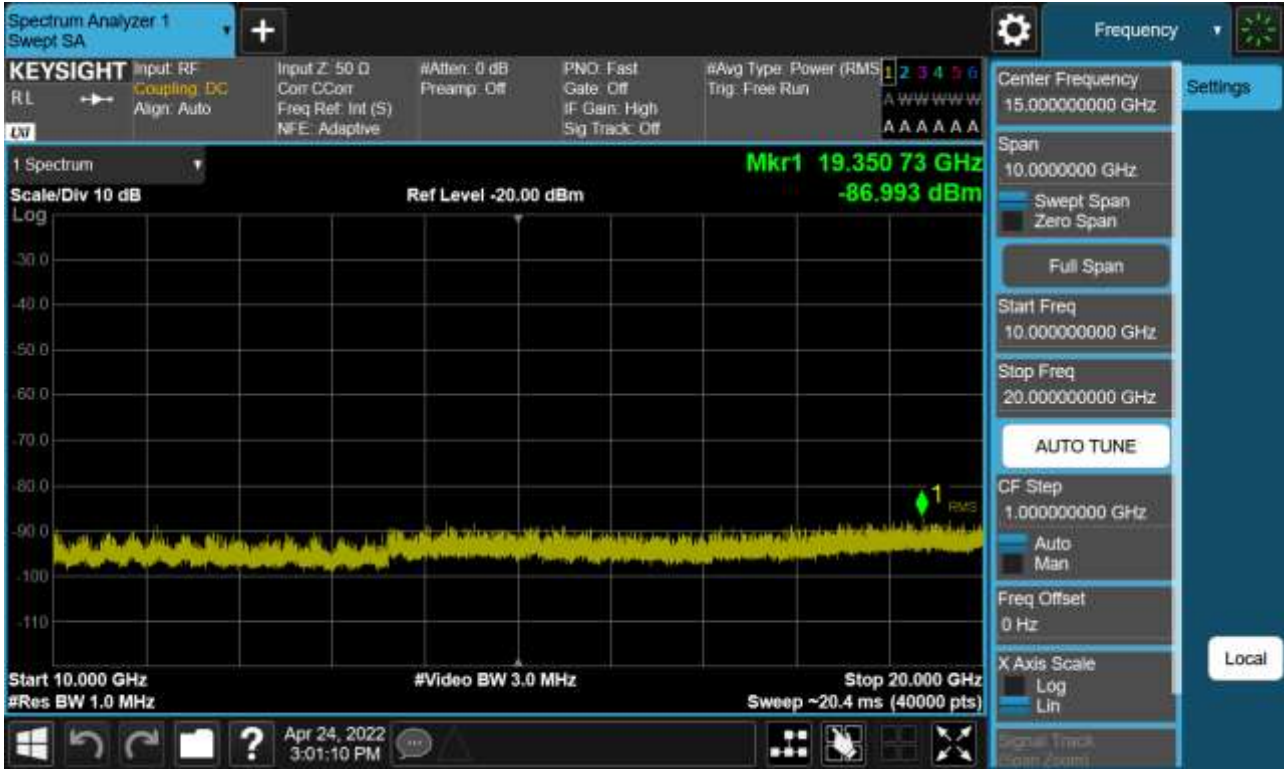 Spectrum Analyzer 1
Swept SA
+
Frequency
KEYSIGHT
RL
LXI
Input: RF
Coupling: DC
Align: Auto
Input Z: 50 Ω
Corr CCorr
Freq Ref: Int (S)
NFE: Adaptive
#Atten: 0 dB
Preamp: Off
PNO: Fast
Gate: Off
IF Gain: High
Sig Track: Off
#Avg Type: Power (RMS
Trig: Free Run
1 2 3 4 5 6
A W W W W W
A A A A A A
1 Spectrum
Scale/Div 10 dB
Ref Level -20.00 dBm
Mkr1 19.350 73 GHz
-86.993 dBm
Log
-30.0
-40.0
-50.0
-60.0
-70.0
-80.0
-90.0
-100
-110
1
RMS
Start 10.000 GHz
#Video BW 3.0 MHz
Stop 20.000 GHz
#Res BW 1.0 MHz
Sweep ~20.4 ms (40000 pts)
Center Frequency
15.000000000 GHz
Settings
Span
10.0000000 GHz
Swept Span
Zero Span
Full Span
Start Freq
10.000000000 GHz
Stop Freq
20.000000000 GHz
AUTO TUNE
CF Step
1.000000000 GHz
Auto
Man
Freq Offset
0 Hz
X Axis Scale
Log
Lin
Local
Signal Track
(Span Zoom)
?
Apr 24, 2022
3:01:10 PM